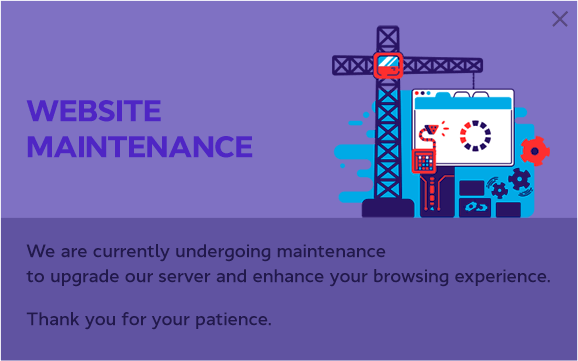 WEBSITE
MAINTENANCE
We are currently undergoing maintenance
to upgrade our server and enhance your browsing experience.
Thank you for your patience.